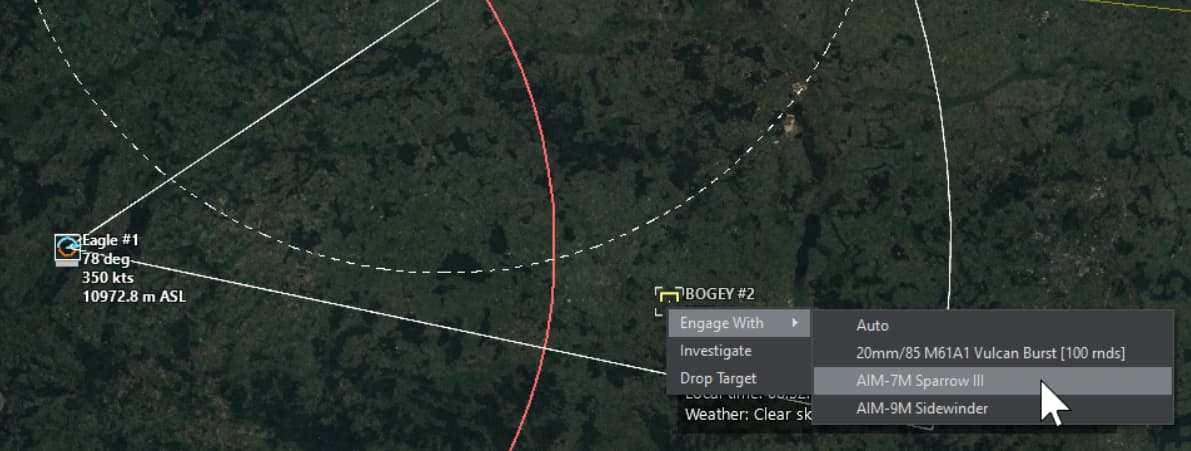 Eagle #1
78 deg
350 kts
10972.8 m ASL
BOGEY #2
Engage With
Investigate
Drop Target
Auto
20mm/85 M61A1 Vulcan Burst [100 rnds]
AIM-7M Sparrow III
AIM-9M Sidewinder
Local time:
Weather: Clear sk